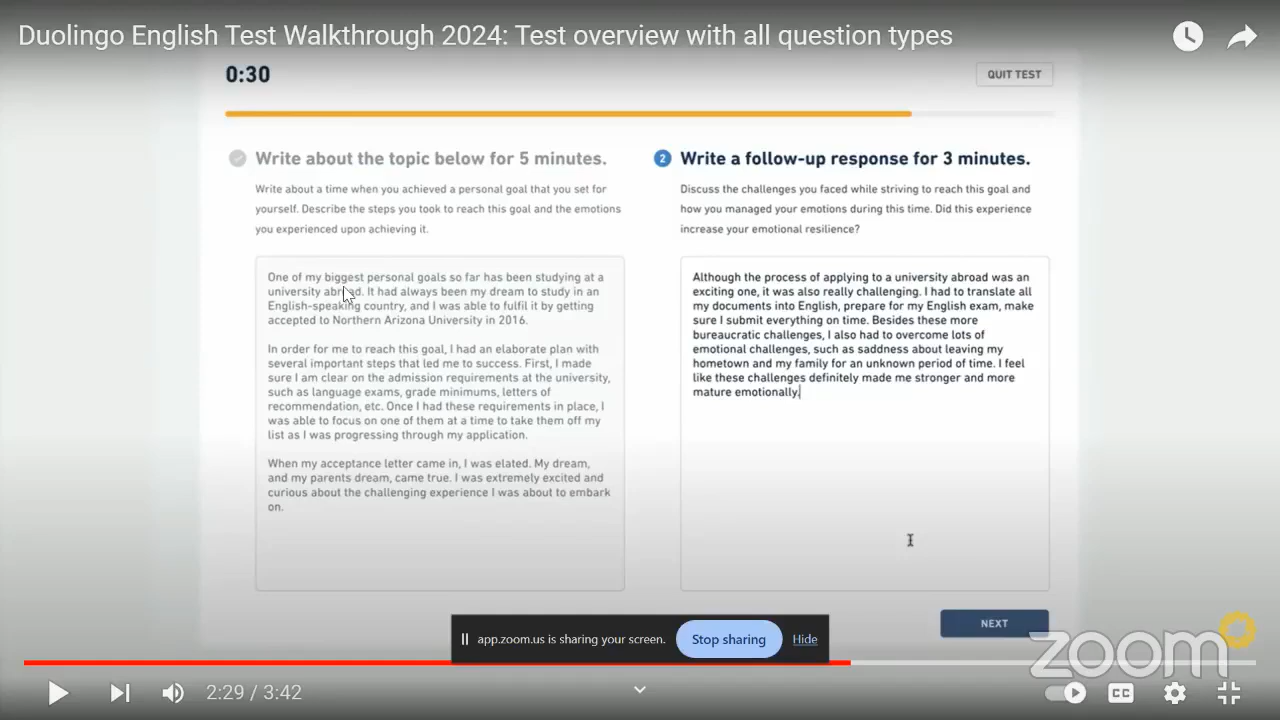 Duolingo English Test Walkthrough 2024: Test overview with all question types
0:30
QUIT TEST
Write about the topic below for 5 minutes.
Write about a time when you achieved a personal goal that you set for
yourself. Describe the steps you took to reach this goal and the emotions
you experienced upon achieving it.
One of my biggest personal goals so far has been studying at a
university abroad. It had always been my dream to study in an
English-speaking country, and I was able to fulfil it by getting
accepted to Northern Arizona University in 2016.
In order for me to reach this goal, I had an elaborate plan with
several important steps that led me to success. First, I made
sure I am clear on the admission requirements at the university,
such as language exams, grade minimums, letters of
recommendation, etc. Once I had these requirements in place, I
was able to focus on one of them at a time to take them off my
list as I was progressing through my application.
When my acceptance letter came in, I was elated. My dream,
and my parents dream, came true. I was extremely excited and
curious about the challenging experience I was about to embark
on.
2 Write a follow-up response for 3 minutes.
Discuss the challenges you faced while striving to reach this goal and
how you managed your emotions during this time. Did this experience
increase your emotional resilience?
Although the process of applying to a university abroad was an
exciting one, it was also really challenging. I had to translate all
my documents into English, prepare for my English exam, make
sure I submit everything on time. Besides these more
bureaucratic challenges, I also had to overcome lots of
emotional challenges, such as saddness about leaving my
hometown and my family for an unknown period of time. I feel
like these challenges definitely made me stronger and more
mature emotionally.
NEXT
app.zoom.us is sharing your screen.
Stop sharing
Hide
zoom
2:29 / 3:42
CC